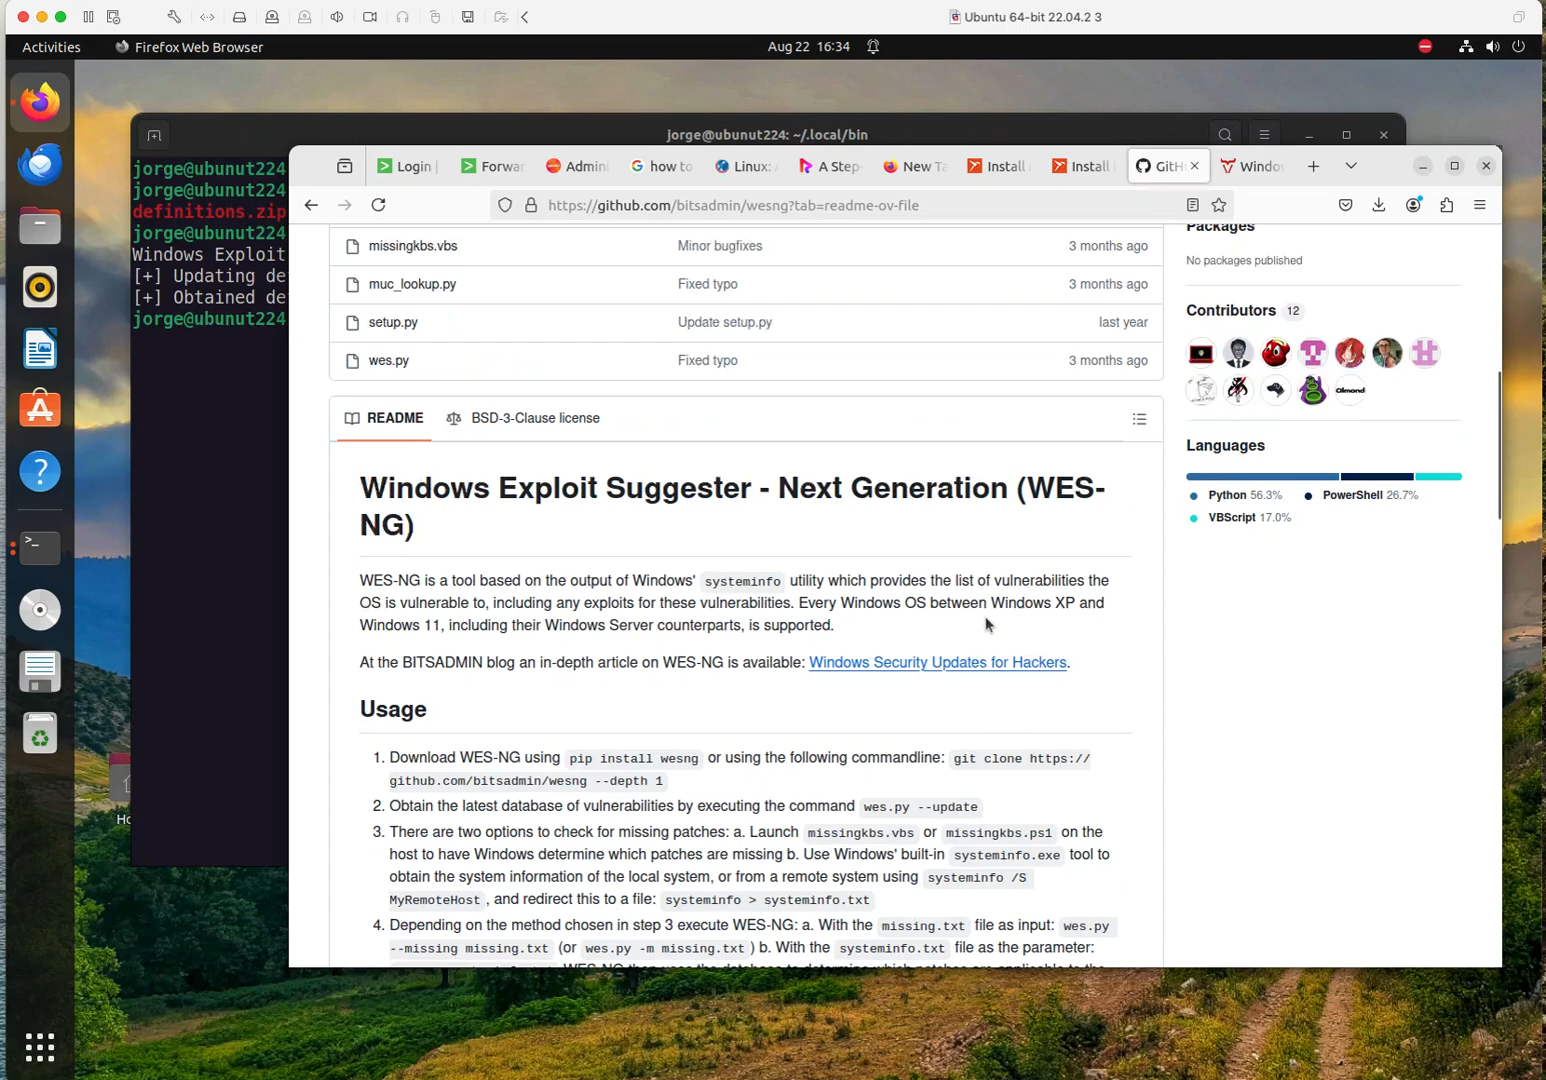 Ubuntu 64-bit 22.04.2 3
Activities
Firefox Web Browser
Aug 22 16:34
jorge@ubunut224: ~/.local/bin
jorge@ubunut224
jorge@ubunut224
definitions.zip
jorge@ubunut224
Windows Exploit
[+] Updating de
[+] Obtained de
jorge@ubunut224
Login
Forwar
Admini
how to
Linux:
A Step-
New Ta
Install
Install
GitH
Windo
https://github.com/bitsadmin/wesng?tab=readme-ov-file
missingkbs.vbs
Minor bugfixes
3 months ago
muc_lookup.py
Fixed typo
3 months ago
setup.py
Update setup.py
last year
wes.py
Fixed typo
3 months ago
README
BSD-3-Clause license
Windows Exploit Suggester - Next Generation (WES-
NG)
WES-NG is a tool based on the output of Windows' systeminfo utility which provides the list of vulnerabilities the
OS is vulnerable to, including any exploits for these vulnerabilities. Every Windows OS between Windows XP and
Windows 11, including their Windows Server counterparts, is supported.
At the BITSADMIN blog an in-depth article on WES-NG is available: Windows Security Updates for Hackers.
Usage
1. Download WES-NG using pip install wesng or using the following commandline: git clone https://
github.com/bitsadmin/wesng --depth 1
2. Obtain the latest database of vulnerabilities by executing the command wes.py --update
3. There are two options to check for missing patches: a. Launch missingkbs.vbs or missingkbs.ps1 on the
host to have Windows determine which patches are missing b. Use Windows' built-in systeminfo.exe tool to
obtain the system information of the local system, or from a remote system using systeminfo /S
MyRemoteHost , and redirect this to a file: systeminfo > systeminfo.txt
4. Depending on the method chosen in step 3 execute WES-NG: a. With the missing.txt file as input: wes.py
--missing missing.txt (or wes.py -m missing.txt ) b. With the systeminfo.txt file as the parameter:
Packages
No packages published
Contributors 12
almond
Languages
Python 56.3%
PowerShell 26.7%
VBScript 17.0%
Ho